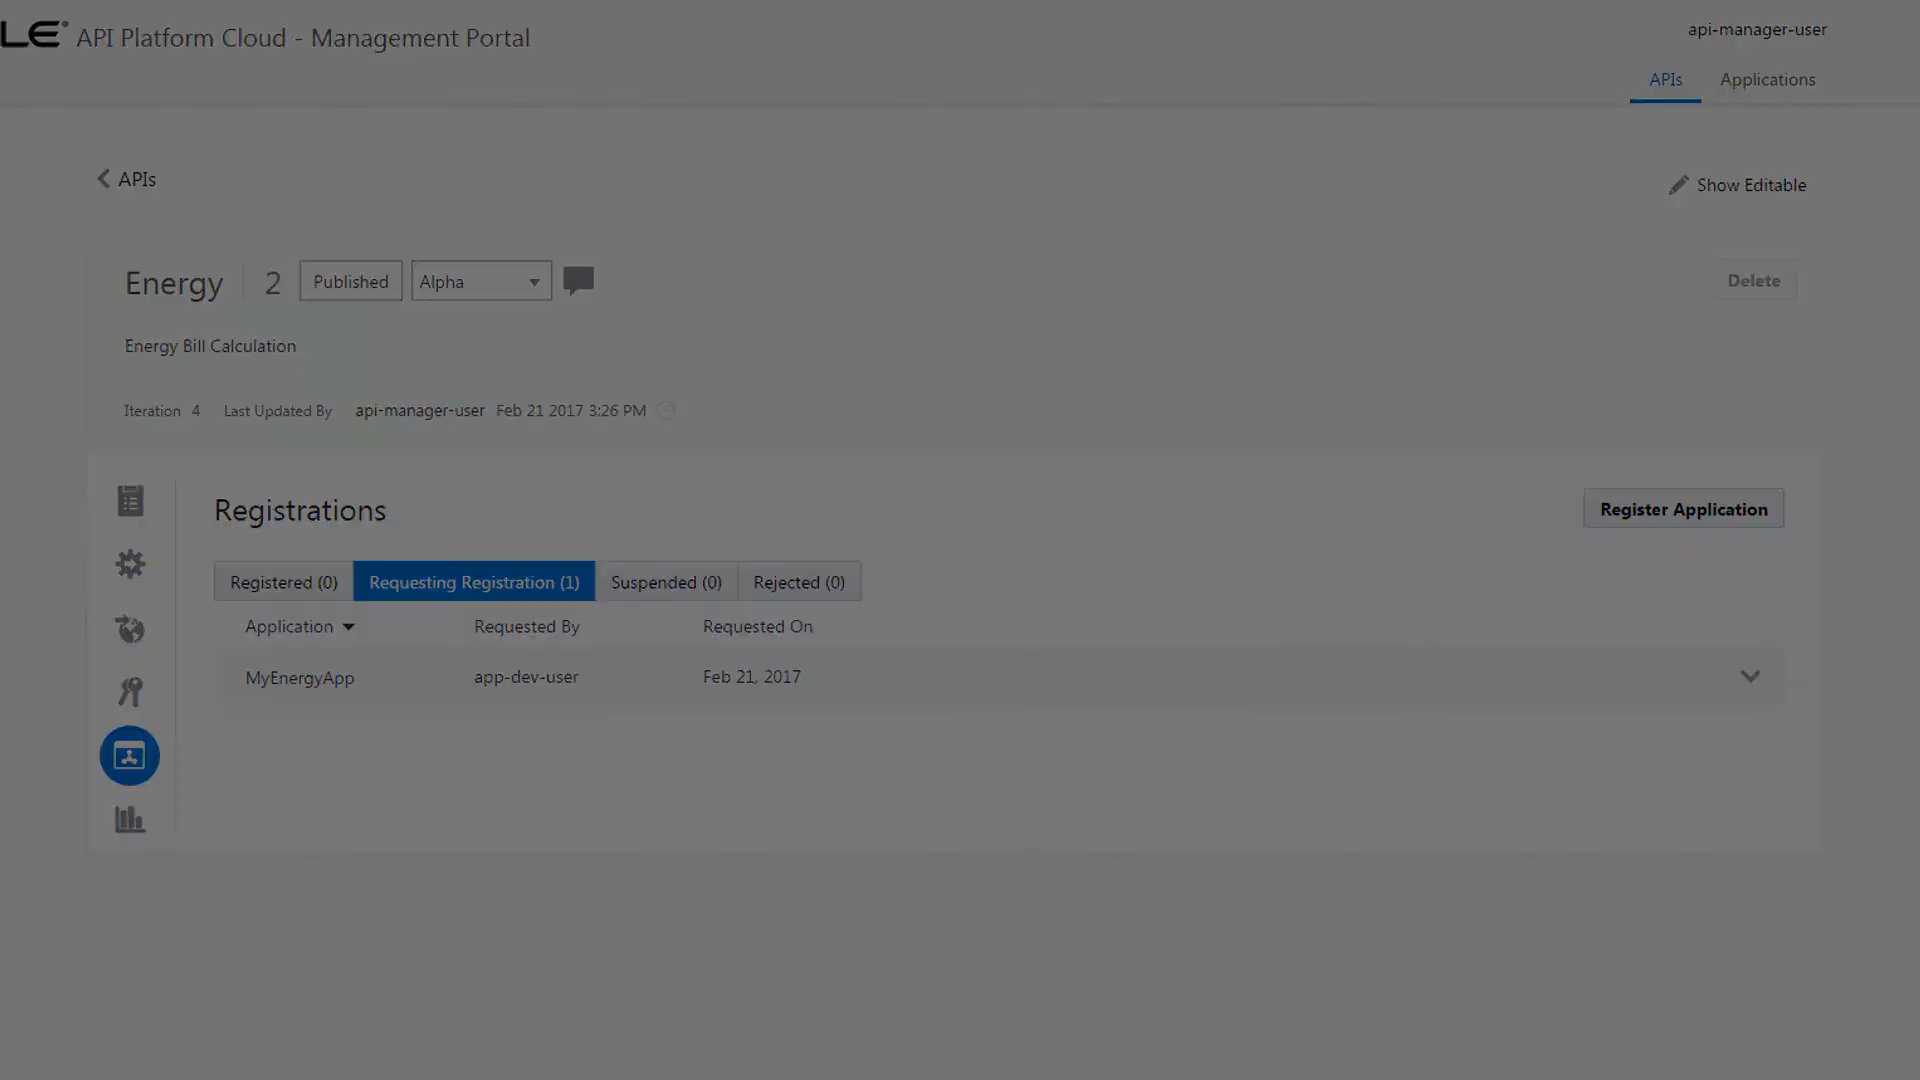 LE® API Platform Cloud - Management Portal
api-manager-user
APIs Applications
APIs
Show Editable
Energy 2 Published Alpha
Delete
Energy Bill Calculation
Iteration 4 Last Updated By api-manager-user Feb 21 2017 3:26 PM
Registrations
Register Application
Registered (0) Requesting Registration (1) Suspended (0) Rejected (0)
Application Requested By Requested On
MyEnergyApp app-dev-user Feb 21, 2017